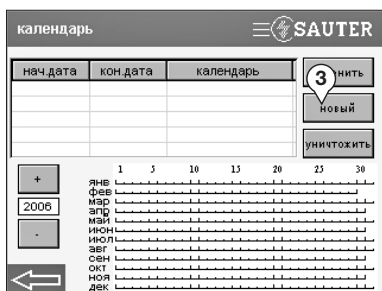 календарь SAUTER
нач.дата кон.дата календарь
3
новый
уничтожить
+
2006
-
1 5 10 15 20 25 30
янв
фев
мар
апр
май
июн
июл
авг
сен
окт
ноя
дек